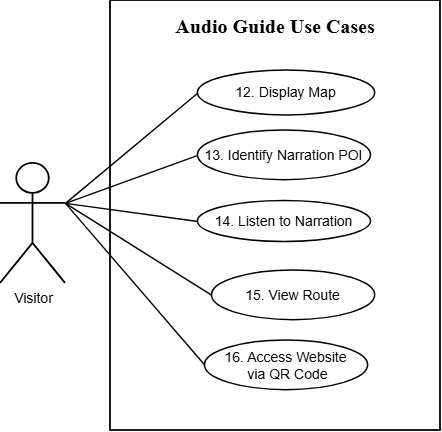 Audio Guide Use Cases
12. Display Map
13. Identify Narration POI
14. Listen to Narration
15. View Route
16. Access Website
via QR Code
Visitor